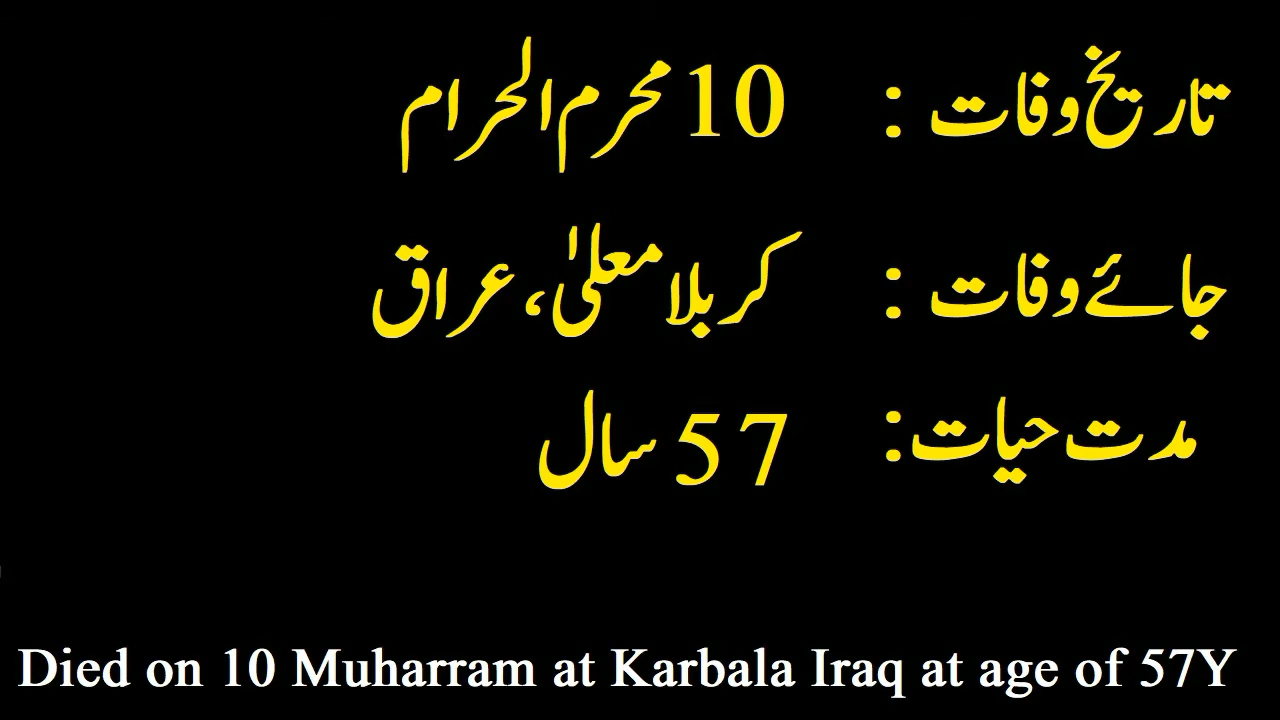 تاریخ وفات : 10 محرم الحرام
جائے وفات : کربلا معلیٰ، عراق
مدت حیات: 57 سال
Died on 10 Muharram at Karbala Iraq at age of 57Y